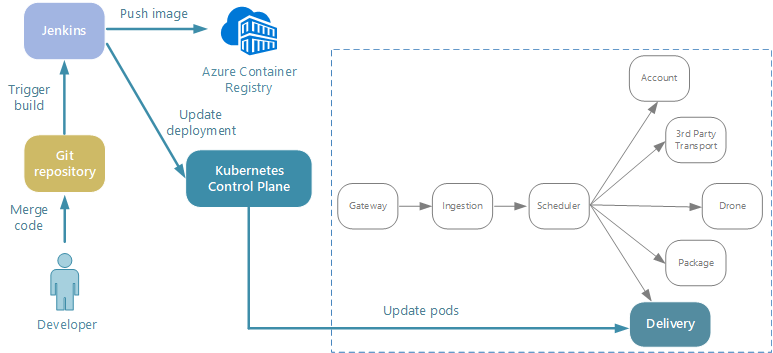 Push image
Jenkins
Azure Container
Registry
Trigger
build
Update
deployment
Git
repository
Kubernetes
Control Plane
Merge
code
Developer
Update pods
Account
3rd Party
Transport
Gateway
Ingestion
Scheduler
Drone
Package
Delivery